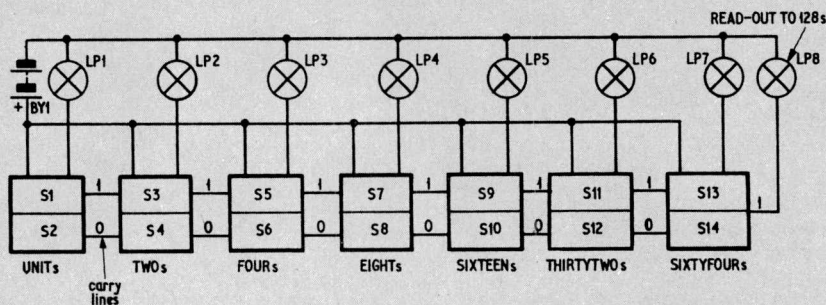 READ-OUT TO 128s
LP1 LP2 LP3 LP4 LP5 LP6 LP7 LP8
+ BY1
S1 1 S3 1 S5 1 S7 1 S9 1 S11 1 S13 1
S2 0 S4 0 S6 0 S8 0 S10 0 S12 0 S14
UNITs TWOs FOURs EIGHTs SIXTEENs THIRTYTWOs SIXTYFOURs
carry
lines